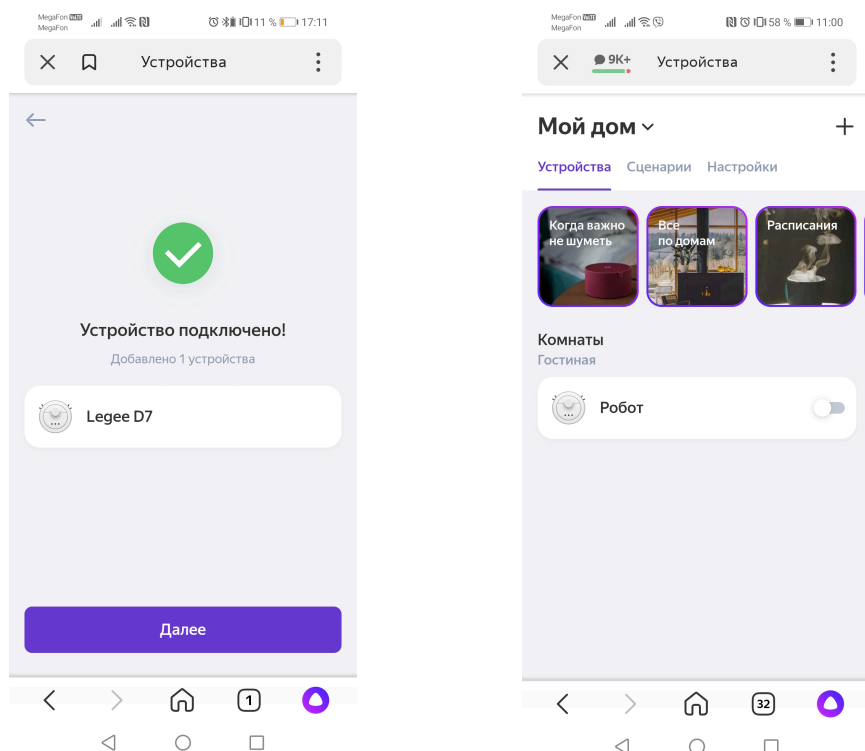 MegaFon VoLTE
MegaFon
11 % 17:11
Устройства
Устройство подключено!
Добавлено 1 устройства
Legee D7
Далее
1
MegaFon VoLTE
MegaFon
58 % 11:00
9K+
Устройства
Мой дом
Устройства Сценарии Настройки
Когда важно
не шуметь
Все
по домам
Расписания
Комнаты
Гостиная
Робот
32